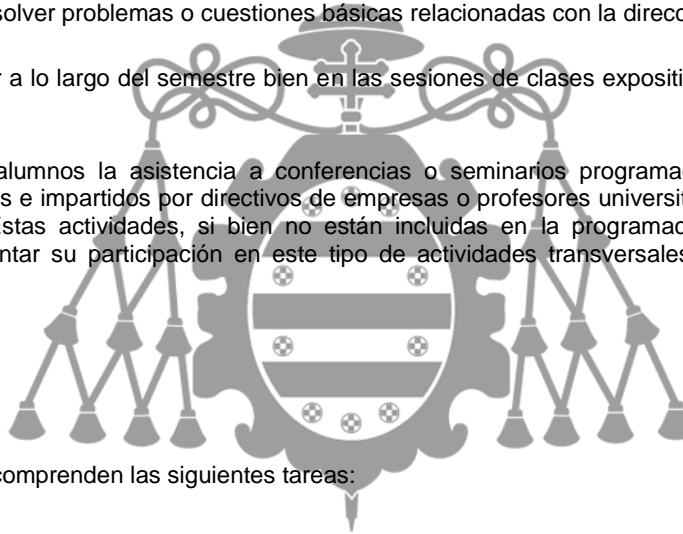 solver problemas o cuestiones básicas relacionadas con la direcc
r a lo largo del semestre bien en las sesiones de clases expositi
alumnos la asistencia a conferencias o seminarios programa
s e impartidos por directivos de empresas o profesores universit
Estas actividades, si bien no están incluidas en la programac
ntar su participación en este tipo de actividades transversales
comprenden las siguientes tareas: